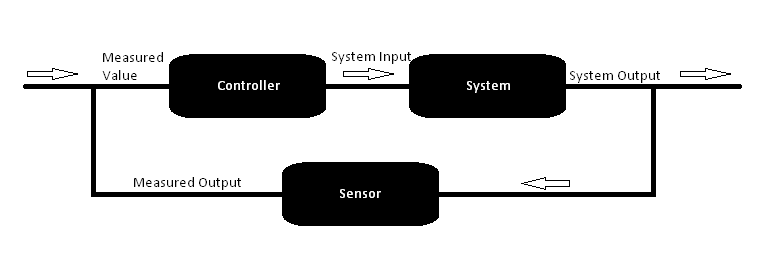 Measured
Value
System Input
Controller
System
System Output
Measured Output
Sensor